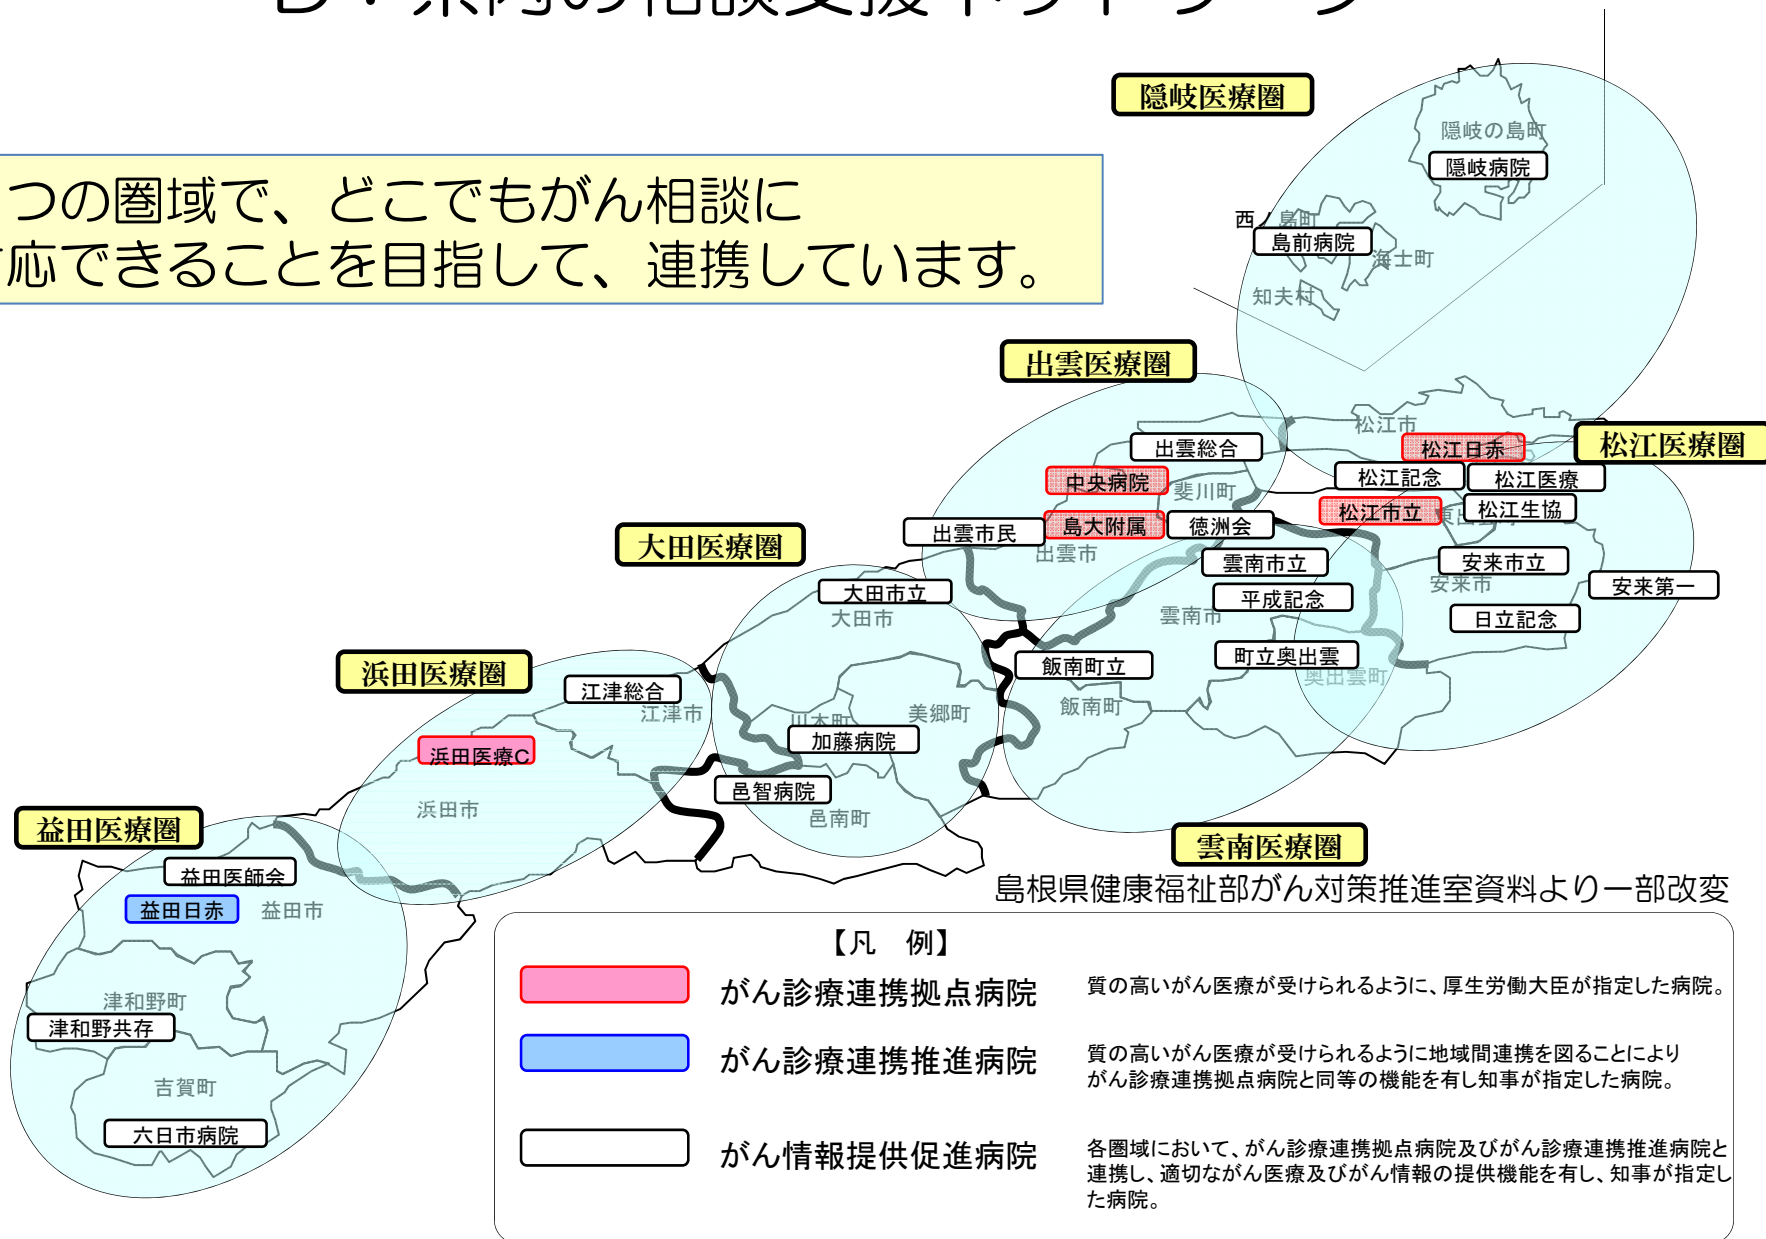 県内の相談支援ネットワーク
つの圏域で、どこでもがん相談に
応できることを目指して、連携しています。
隠岐医療圏
隠岐の島町
隠岐病院
西ノ島町
島前病院
海士町
知夫村
出雲医療圏
松江市
松江医療圏
出雲総合
松江日赤
中央病院
斐川町
松江記念
松江医療
島大附属
徳洲会
松江市立
松江生協
出雲市民
出雲市
大田医療圏
雲南市立
安来市立
安来市
安来第一
大田市立
大田市
平成記念
雲南市
日立記念
浜田医療圏
飯南町立
町立奥出雲
奥出雲町
江津総合
江津市
川本町
美郷町
飯南町
加藤病院
浜田医療C
邑智病院
浜田市
邑南町
益田医療圏
雲南医療圏
益田医師会
益田日赤
益田市
島根県健康福祉部がん対策推進室資料より一部改変
津和野町
津和野共存
吉賀町
六日市病院
【凡　例】
がん診療連携拠点病院
質の高いがん医療が受けられるように、厚生労働大臣が指定した病院。
がん診療連携推進病院
質の高いがん医療が受けられるように地域間連携を図ることにより
がん診療連携拠点病院と同等の機能を有し知事が指定した病院。
がん情報提供促進病院
各圏域において、がん診療連携拠点病院及びがん診療連携推進病院と
連携し、適切ながん医療及びがん情報の提供機能を有し、知事が指定し
た病院。